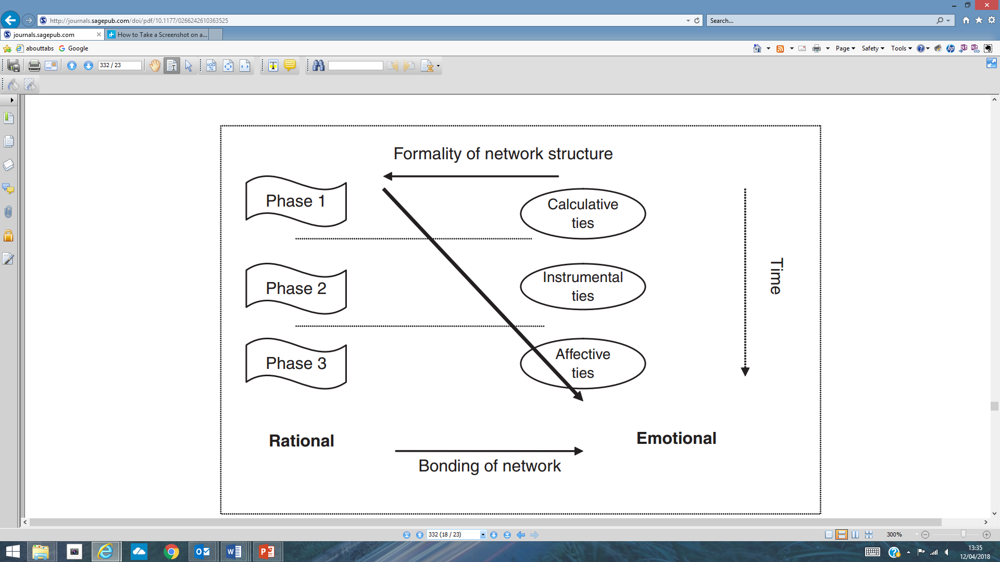 http://journals.sagepub.com/doi/pdf/10.1177/0266242610363525
Search...
journals.sagepub.com
How to Take a Screenshot on a...
abouttabs
Google
Page
Safety
Tools
332 / 23
Formality of network structure
Phase 1
Calculative
ties
Phase 2
Instrumental
ties
Time
Phase 3
Affective
ties
Rational
Emotional
Bonding of network
332 (18 / 23)
300%
13:35
12/04/2018